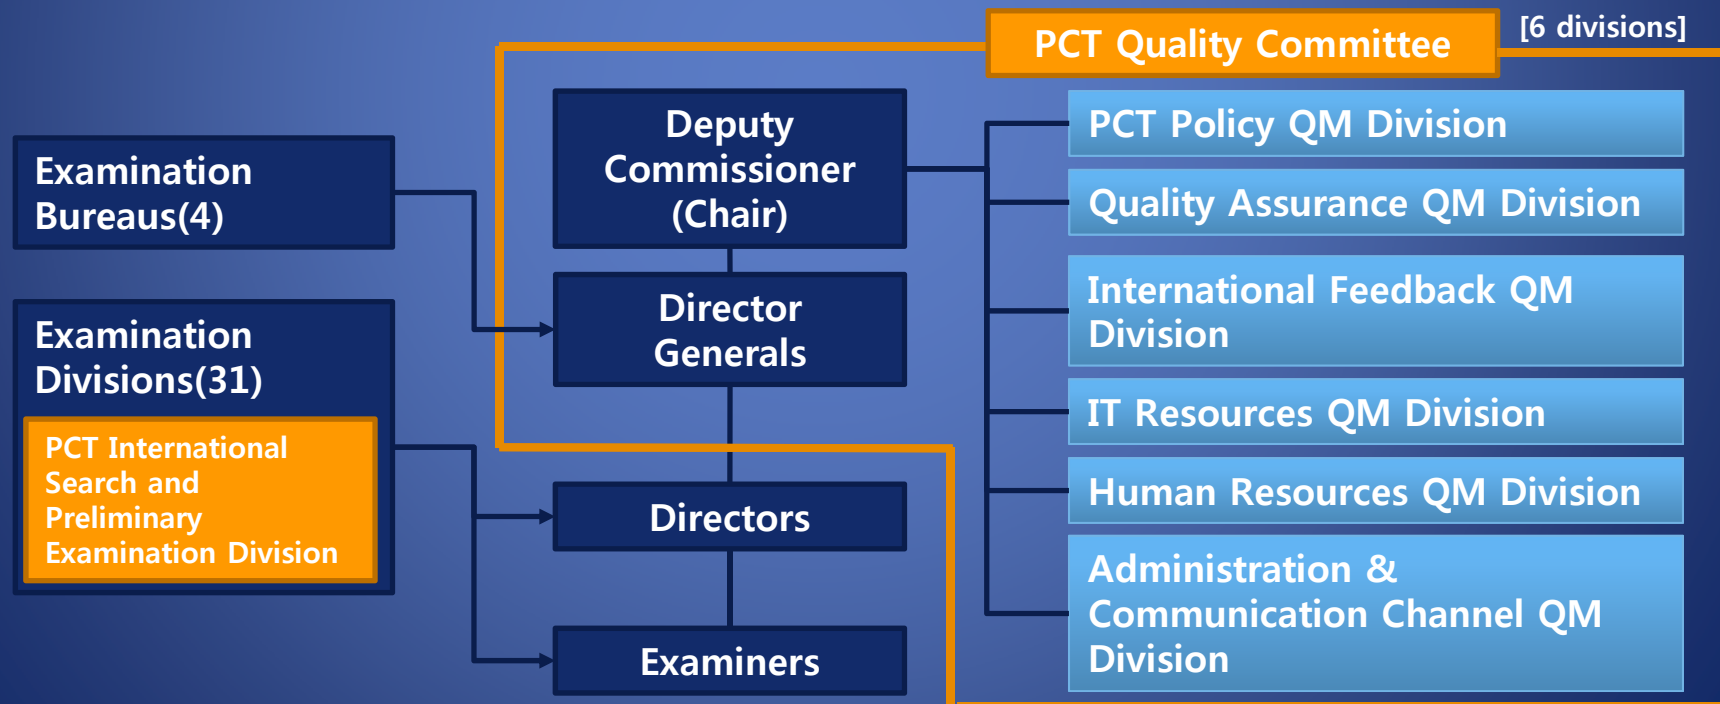 PCT Quality Committee
[6 divisions]
Examination
Bureaus(4)
Examination
Divisions(31)
PCT International
Search and
Preliminary
Examination Division
Deputy
Commissioner
(Chair)
Director
Generals
Directors
Examiners
PCT Policy QM Division
Quality Assurance QM Division
International Feedback QM
Division
IT Resources QM Division
Human Resources QM Division
Administration &
Communication Channel QM
Division